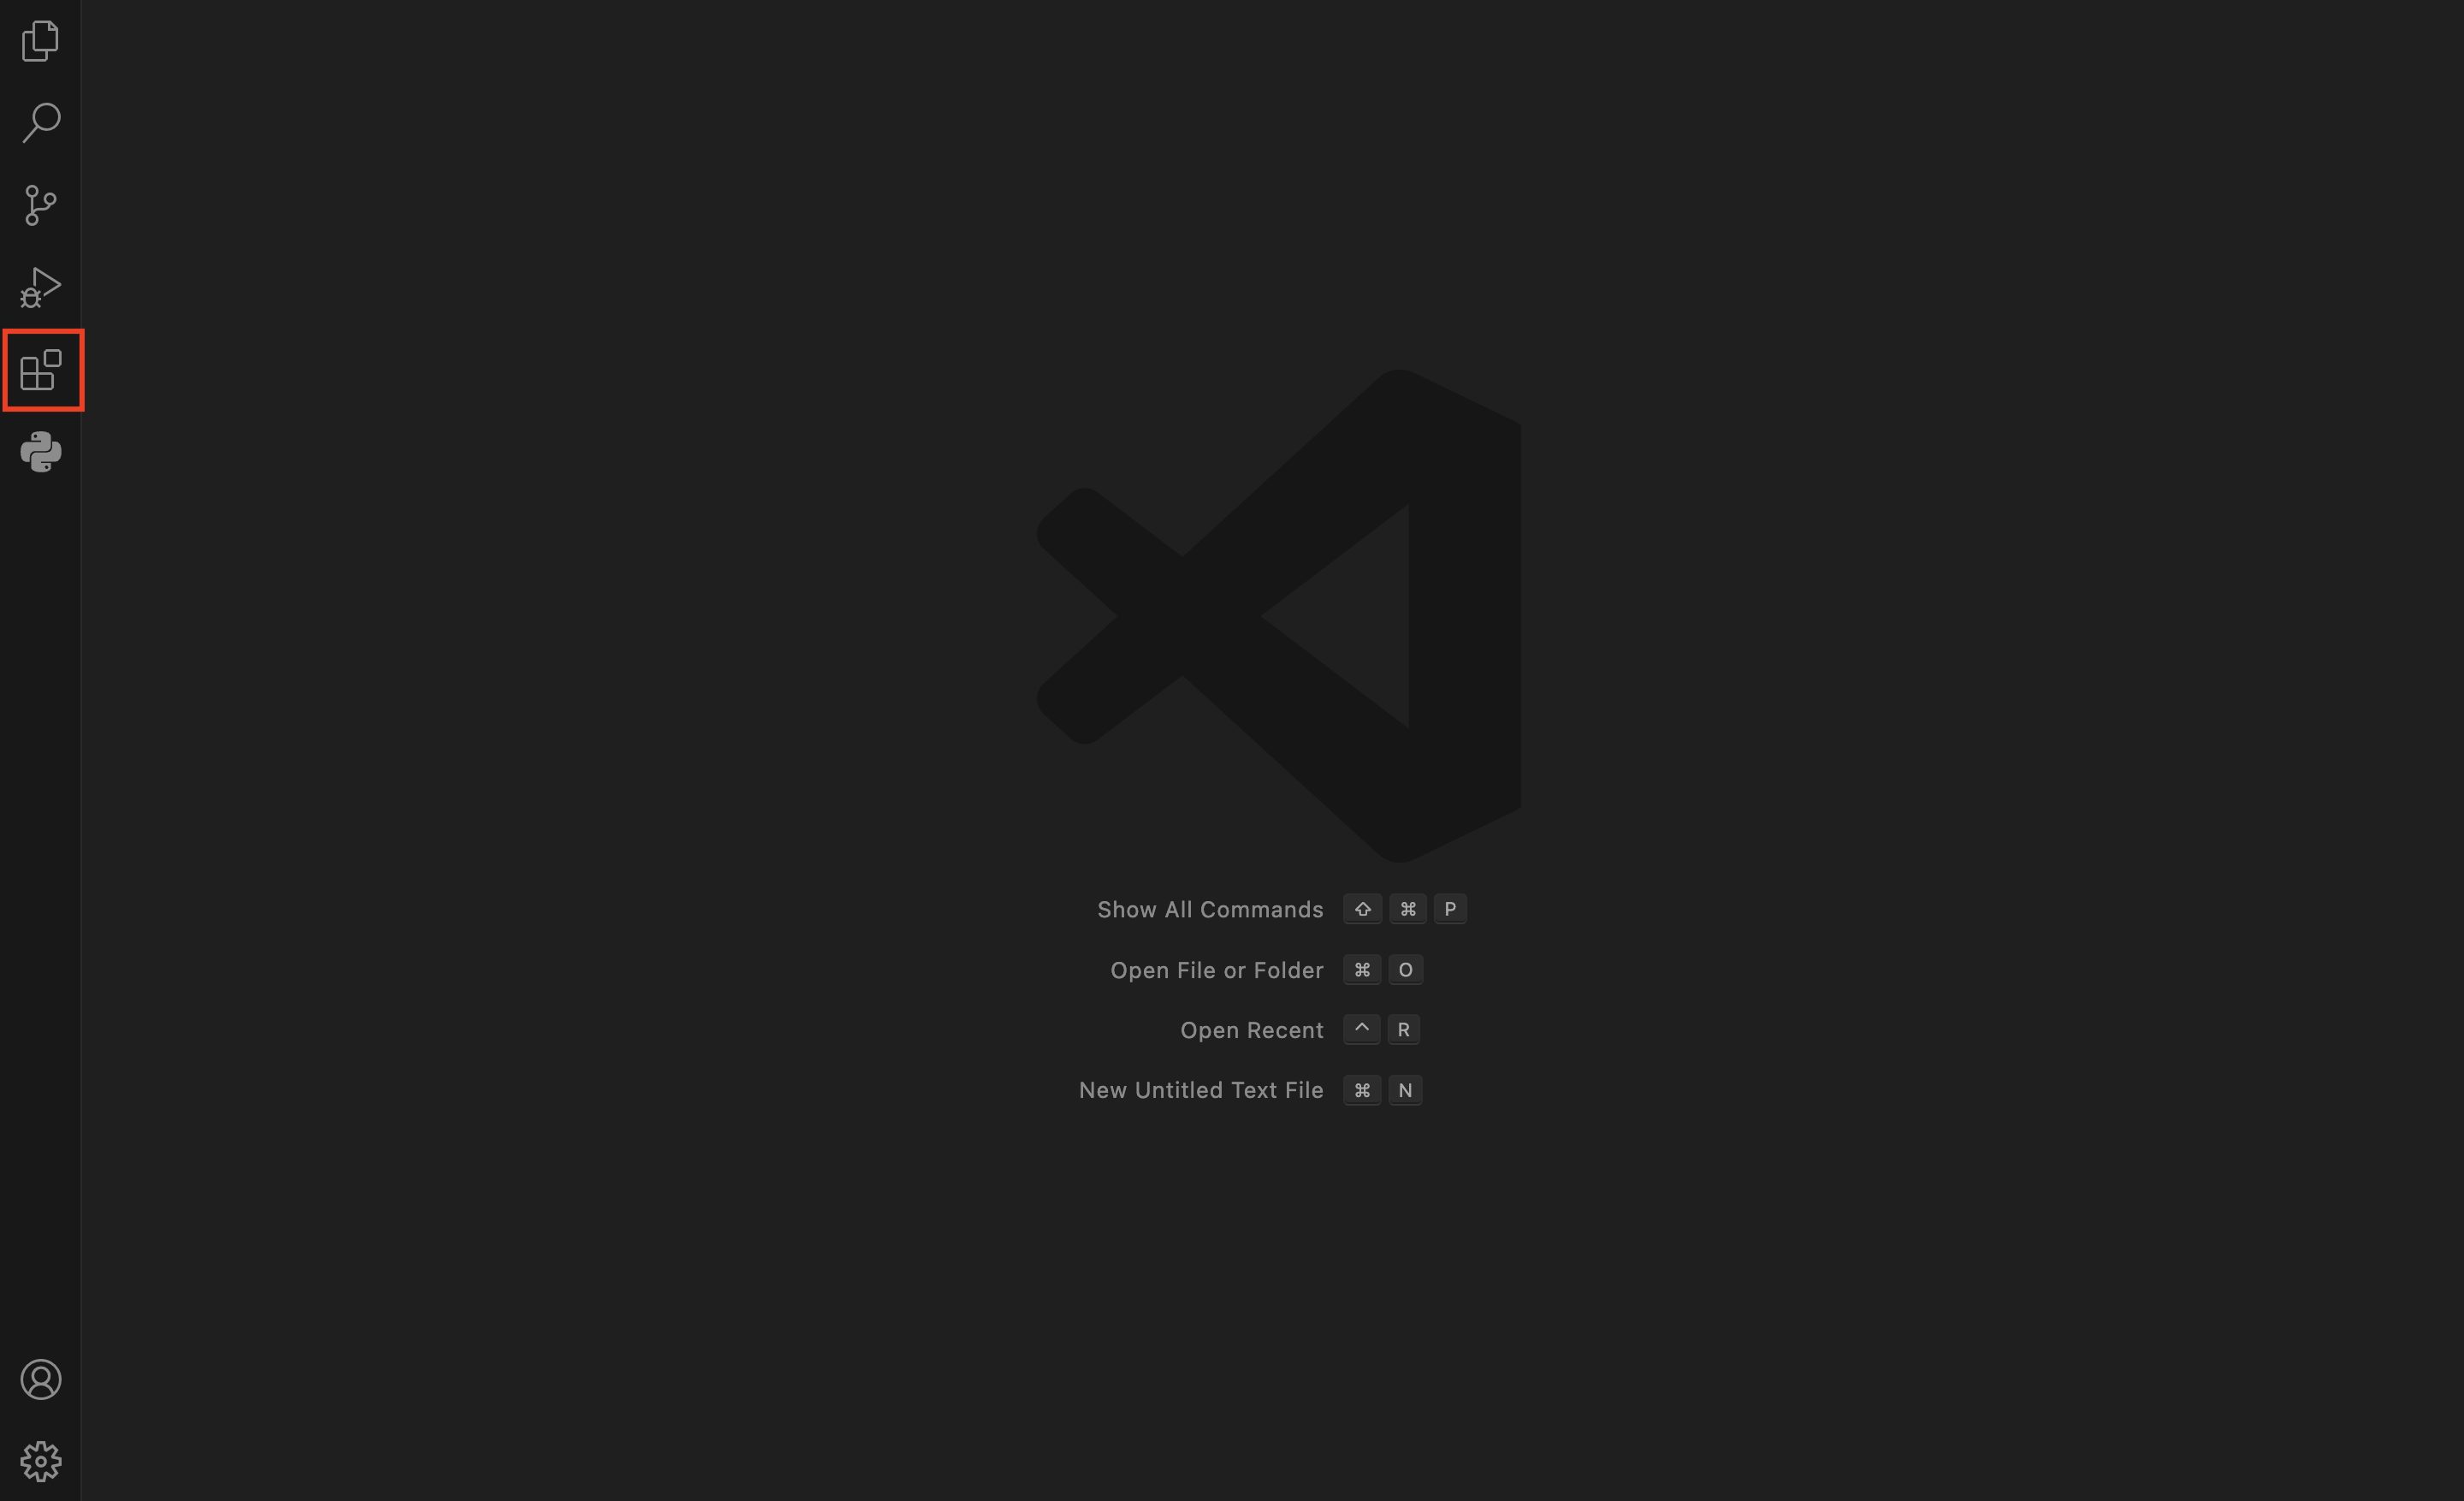 Show All Commands ⇧ ⌘ P
Open File or Folder ⌘ O
Open Recent ^ R
New Untitled Text File ⌘ N